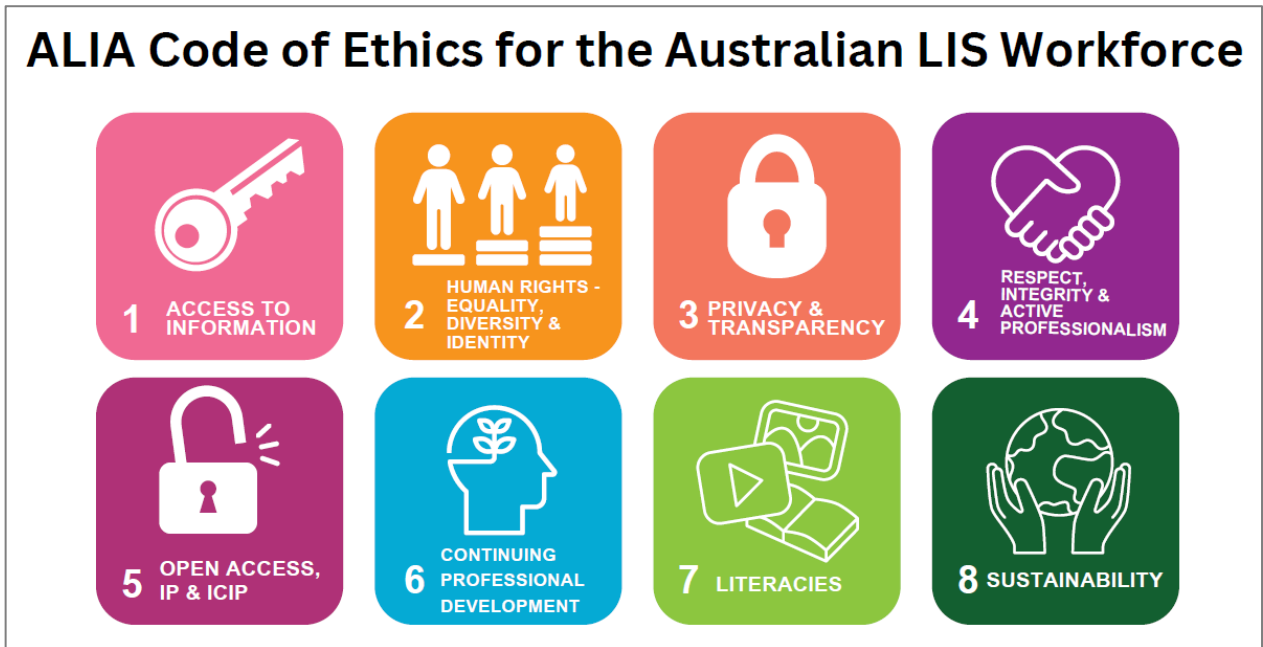 ALIA Code of Ethics for the Australian LIS Workforce
1 ACCESS TO
INFORMATION
2 HUMAN RIGHTS -
EQUALITY,
DIVERSITY &
IDENTITY
3 PRIVACY &
TRANSPARENCY
4 RESPECT,
INTEGRITY &
ACTIVE
PROFESSIONALISM
5 OPEN ACCESS,
IP & ICIP
6 CONTINUING
PROFESSIONAL
DEVELOPMENT
7 LITERACIES
8 SUSTAINABILITY